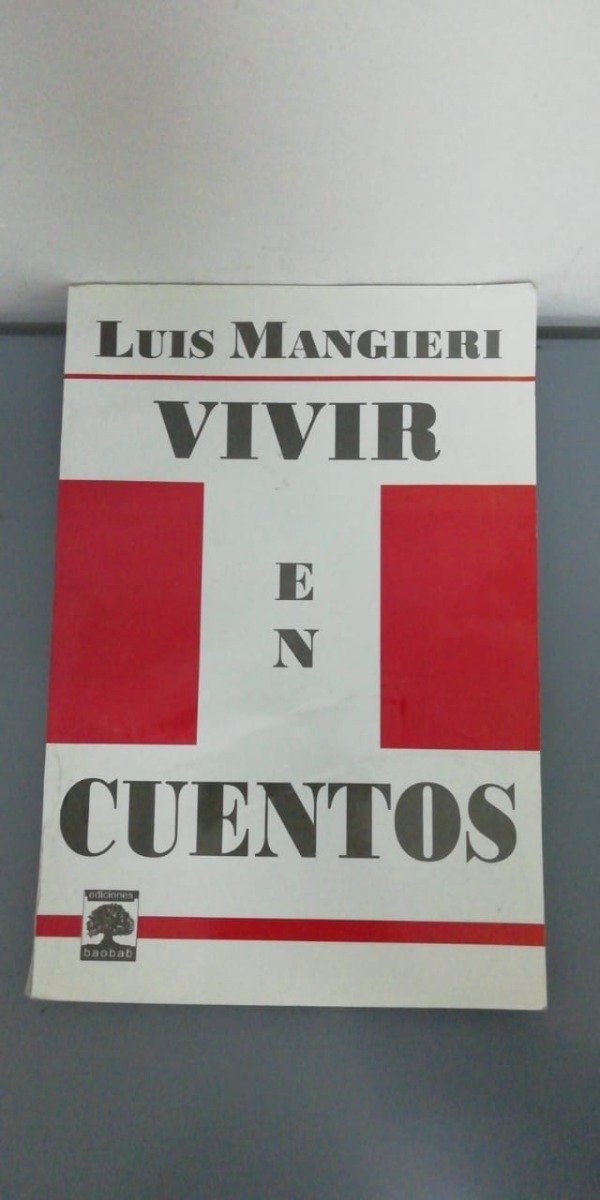 LUIS MANGIERI
VIVIR
E
N
CUENTOS
ediciones
baobab